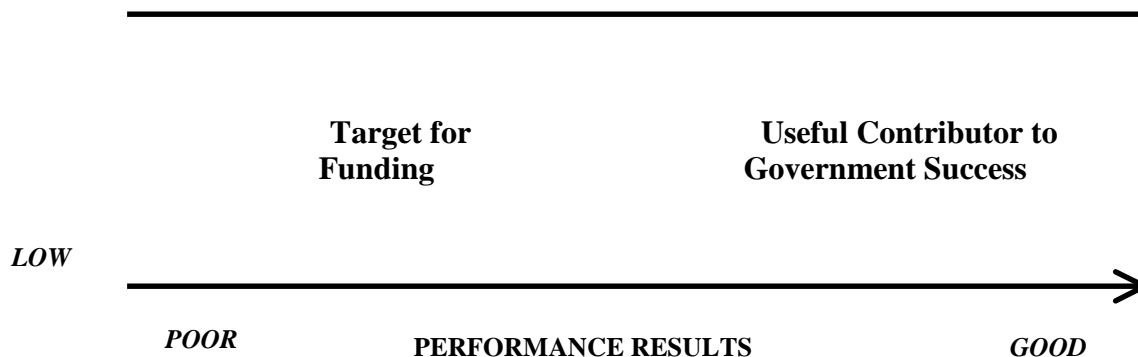 Target for
Funding
Useful Contributor to
Government Success
LOW
POOR
PERFORMANCE RESULTS
GOOD